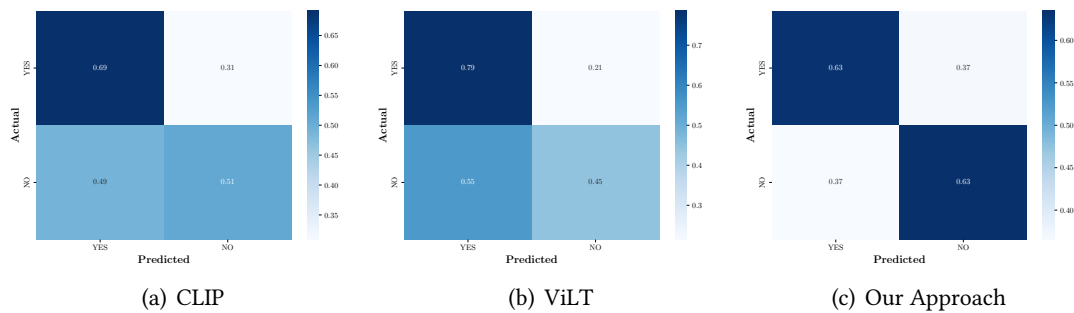 0.65
0.60
0.55
0.50
0.45
0.40
0.35
YES
NO
Actual
0.69
0.31
0.49
0.51
YES
NO
Predicted
(a) CLIP
0.7
0.6
0.5
0.4
0.3
YES
NO
Actual
0.79
0.21
0.55
0.45
YES
NO
Predicted
(b) ViLT
0.60
0.55
0.50
0.45
0.40
YES
NO
Actual
0.63
0.37
0.37
0.63
YES
NO
Predicted
(c) Our Approach